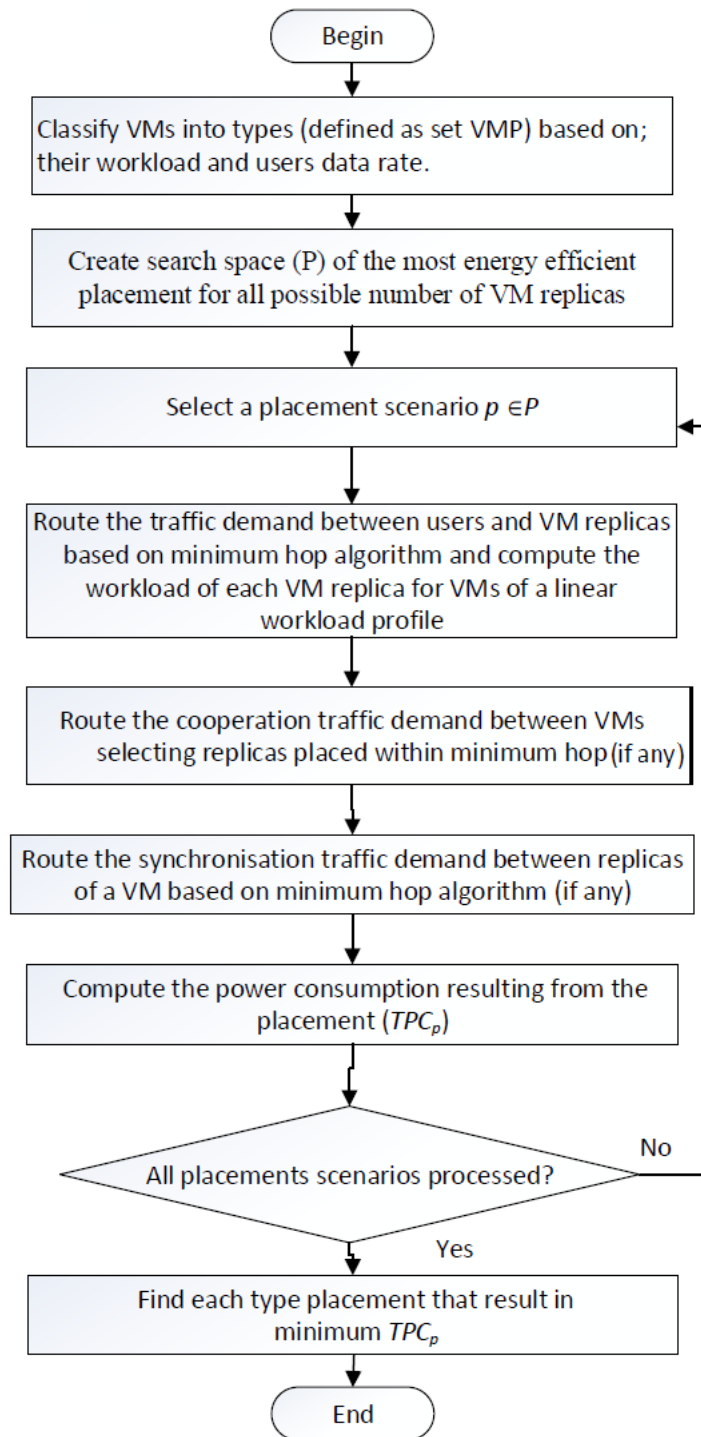 Begin
Classify VMs into types (defined as set VMP) based on;
their workload and users data rate.
Create search space (P) of the most energy efficient
placement for all possible number of VM replicas
Select a placement scenario p ∈P
Route the traffic demand between users and VM replicas
based on minimum hop algorithm and compute the
workload of each VM replica for VMs of a linear
workload profile
Route the cooperation traffic demand between VMs
selecting replicas placed within minimum hop (if any)
Route the synchronisation traffic demand between replicas
of a VM based on minimum hop algorithm (if any)
Compute the power consumption resulting from the
placement (TPCp)
All placements scenarios processed?
No
Yes
Find each type placement that result in
minimum TPCp
End